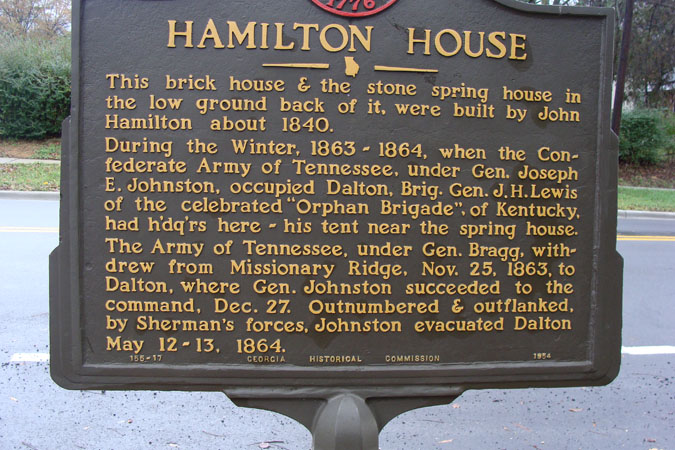 1776
HAMILTON HOUSE
This brick house & the stone spring house in
the low ground back of it, were built by John
Hamilton about 1840.
During the Winter, 1863 - 1864, when the Con-
federate Army of Tennessee, under Gen. Joseph
E. Johnston, occupied Dalton, Brig. Gen. J.H. Lewis
of the celebrated "Orphan Brigade", of Kentucky,
had h'dq'rs here - his tent near the spring house.
The Army of Tennessee, under Gen. Bragg, with-
drew from Missionary Ridge, Nov. 25, 1863, to
Dalton, where Gen. Johnston succeeded to the
command, Dec. 27. Outnumbered & outflanked,
by Sherman's forces, Johnston evacuated Dalton
May 12-13, 1864.
155-17 GEORGIA HISTORICAL COMMISSION 1954